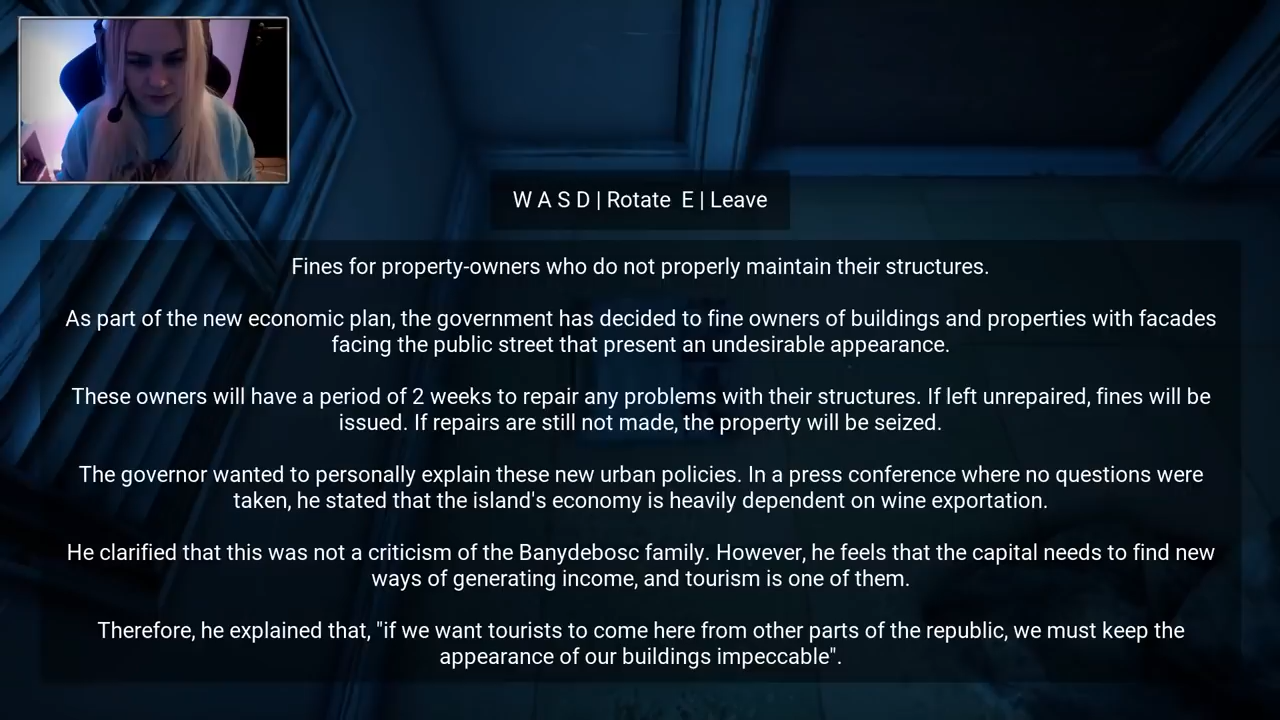 W A S D | Rotate E | Leave
Fines for property-owners who do not properly maintain their structures.
As part of the new economic plan, the government has decided to fine owners of buildings and properties with facades
facing the public street that present an undesirable appearance.
These owners will have a period of 2 weeks to repair any problems with their structures. If left unrepaired, fines will be
issued. If repairs are still not made, the property will be seized.
The governor wanted to personally explain these new urban policies. In a press conference where no questions were
taken, he stated that the island's economy is heavily dependent on wine exportation.
He clarified that this was not a criticism of the Banydebosc family. However, he feels that the capital needs to find new
ways of generating income, and tourism is one of them.
Therefore, he explained that, "if we want tourists to come here from other parts of the republic, we must keep the
appearance of our buildings impeccable".